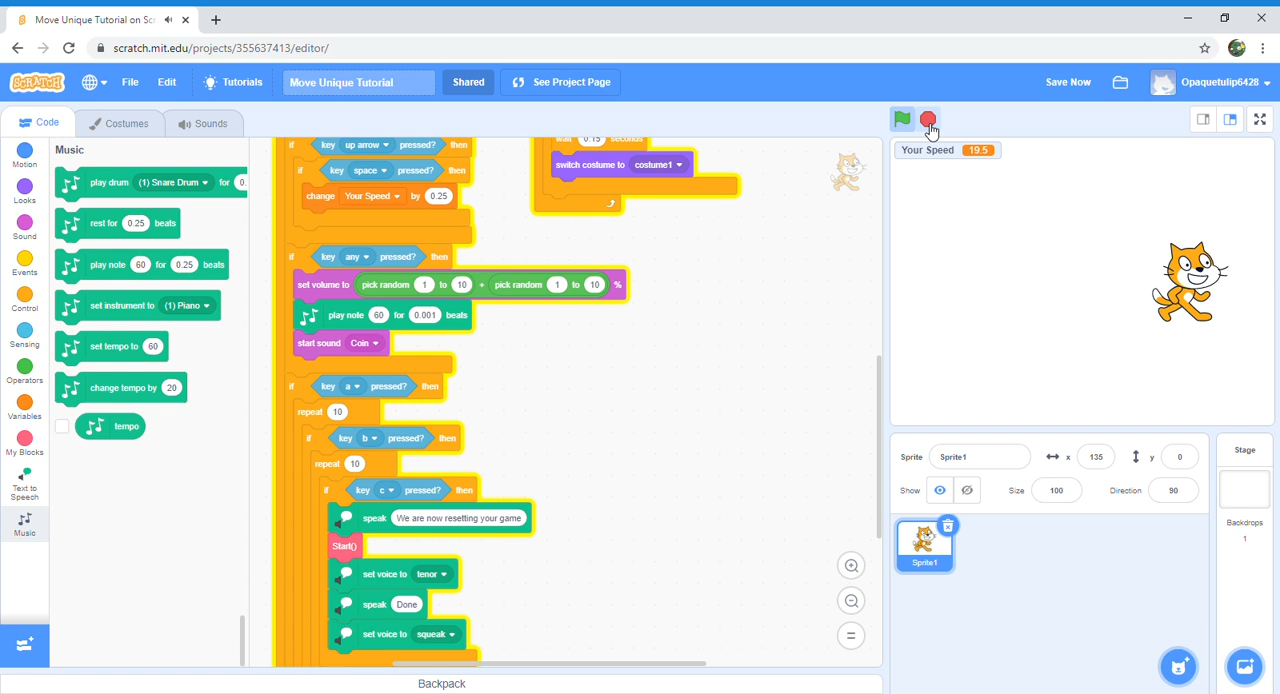 Move Unique Tutorial on Scr
scratch.mit.edu/projects/355637413/editor/
SCRATCH
File
Edit
Tutorials
Move Unique Tutorial
Shared
See Project Page
Save Now
Opaquetulip6428
Code
Costumes
Sounds
Motion
Looks
Sound
Events
Control
Sensing
Operators
Variables
My Blocks
Text to
Speech
Music
Music
play drum (1) Snare Drum for 0.
rest for 0.25 beats
play note 60 for 0.25 beats
set instrument to (1) Piano
set tempo to 60
change tempo by 20
tempo
if key up arrow pressed? then
if key space pressed? then
change Your Speed by 0.25
if key any pressed? then
set volume to pick random 1 to 10 + pick random 1 to 10 %
play note 60 for 0.001 beats
start sound Coin
if key a pressed? then
repeat 10
if key b pressed? then
repeat 10
if key c pressed? then
speak We are now resetting your game
Start()
set voice to tenor
speak Done
set voice to squeak
wait 0.15 seconds
switch costume to costume1
Your Speed 19.5
Sprite Sprite1
x 135
y 0
Show
Size 100
Direction 90
Sprite1
Stage
Backdrops
1
Backpack